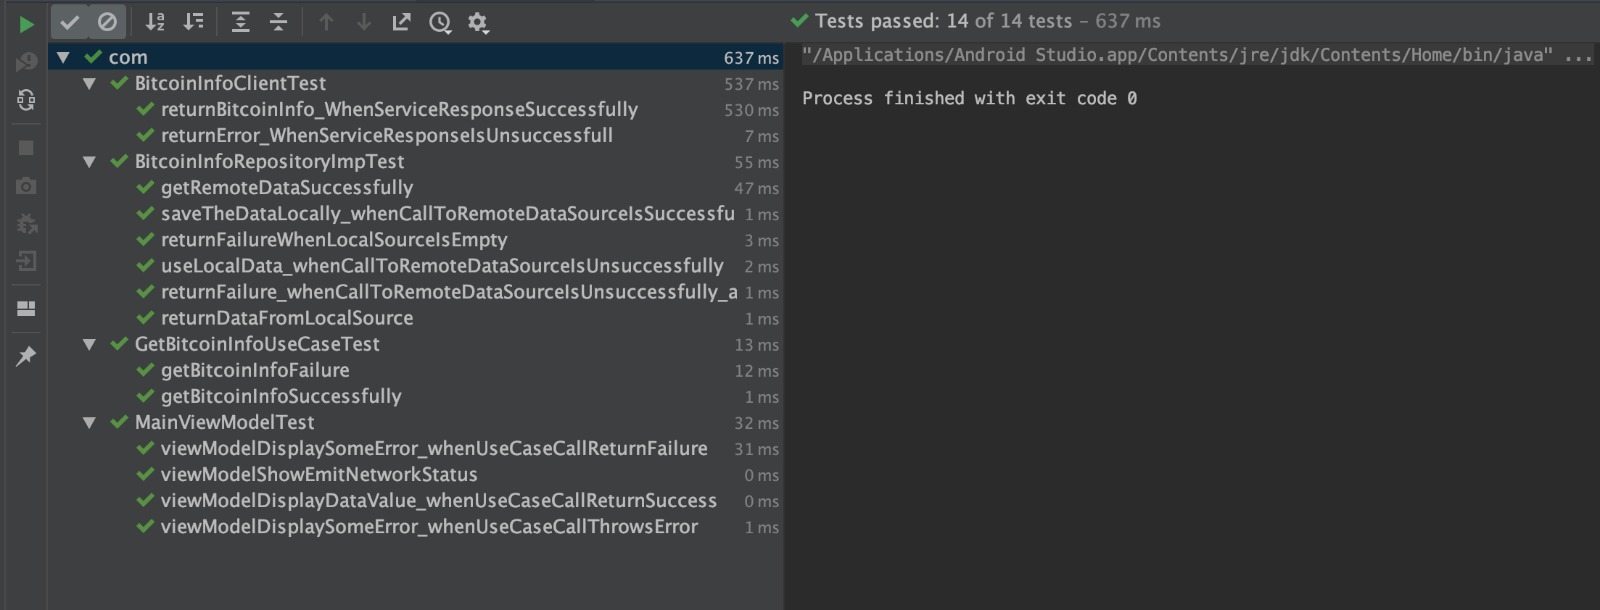 Tests passed: 14 of 14 tests – 637 ms
com 637 ms
BitcoinInfoClientTest 537 ms
returnBitcoinInfo_WhenServiceResponseSuccessfully 530 ms
returnError_WhenServiceResponseIsUnsuccessfull 7 ms
BitcoinInfoRepositoryImpTest 55 ms
getRemoteDataSuccessfully 47 ms
saveTheDataLocally_whenCallToRemoteDataSourceIsSuccessfu 1 ms
returnFailureWhenLocalSourceIsEmpty 3 ms
useLocalData_whenCallToRemoteDataSourceIsUnsuccessfully 2 ms
returnFailure_whenCallToRemoteDataSourceIsUnsuccessfully_a 1 ms
returnDataFromLocalSource 1 ms
GetBitcoinInfoUseCaseTest 13 ms
getBitcoinInfoFailure 12 ms
getBitcoinInfoSuccessfully 1 ms
MainViewModelTest 32 ms
viewModelDisplaySomeError_whenUseCaseCallReturnFailure 31 ms
viewModelShowEmitNetworkStatus 0 ms
viewModelDisplayDataValue_whenUseCaseCallReturnSuccess 0 ms
viewModelDisplaySomeError_whenUseCaseCallThrowsError 1 ms
"/Applications/Android Studio.app/Contents/jre/jdk/Contents/Home/bin/java" ...
Process finished with exit code 0